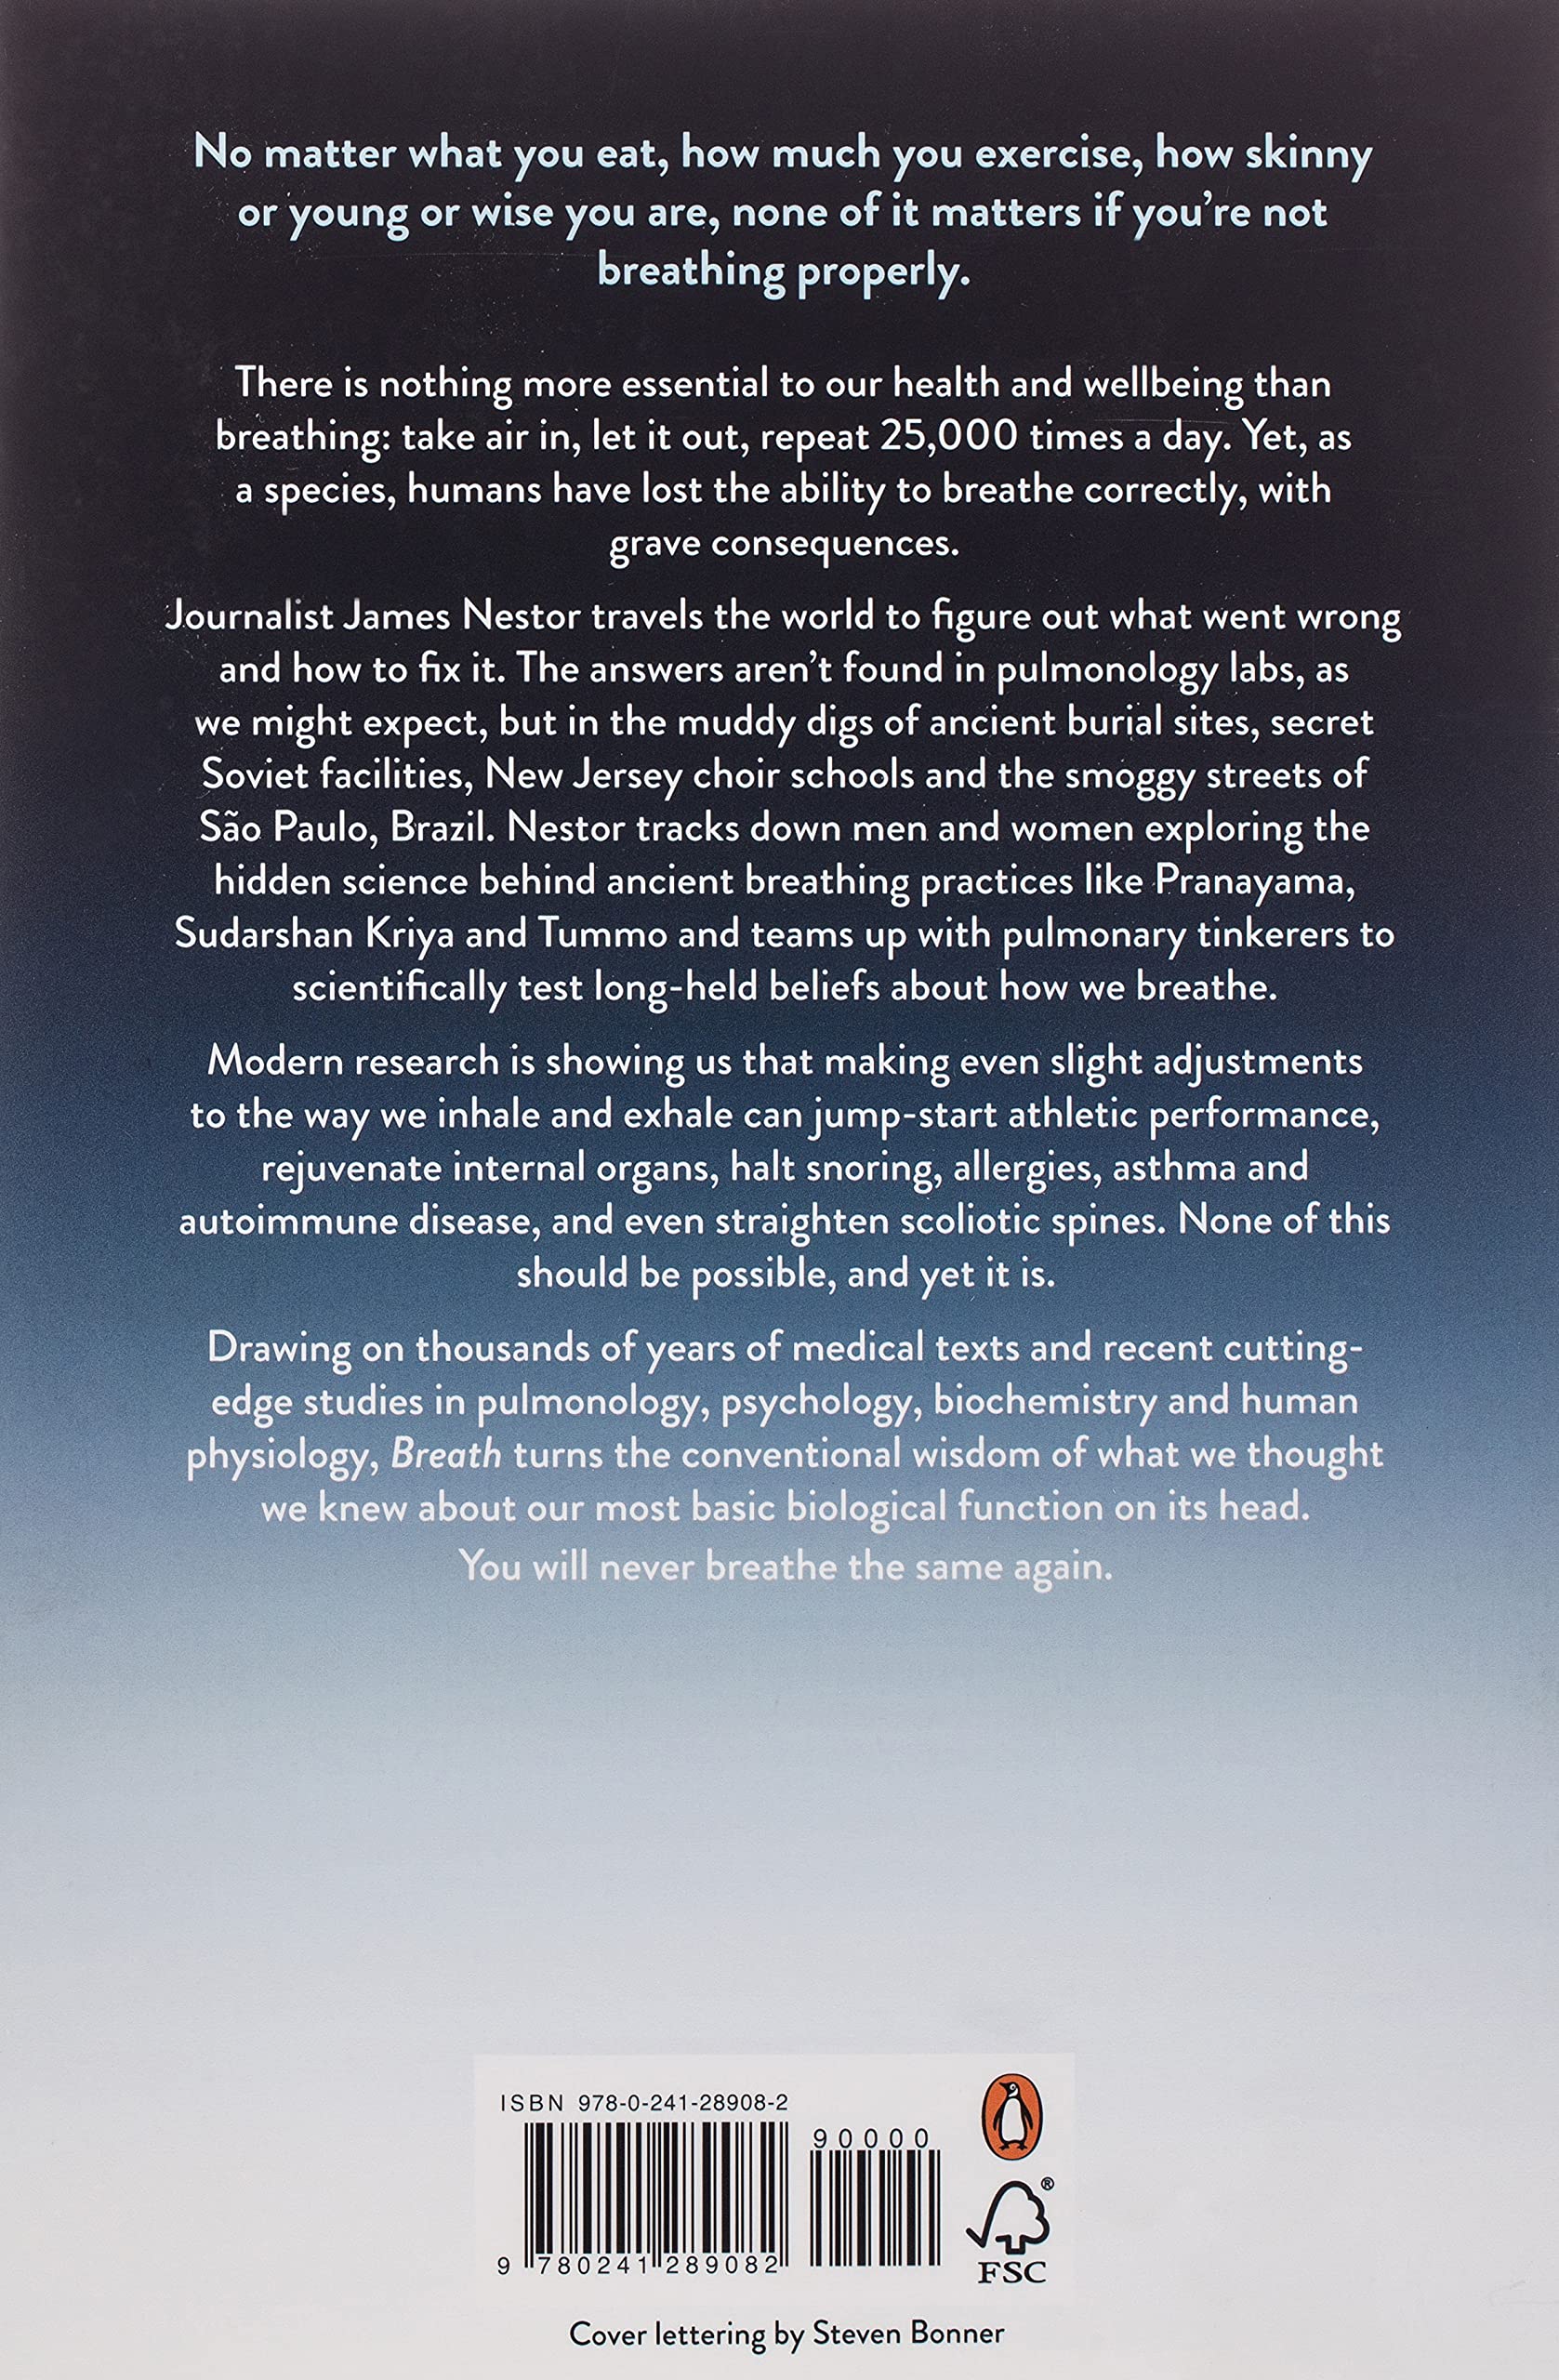 No matter what you eat, how much you exercise, how skinny
or young or wise you are, none of it matters if you're not
breathing properly.
There is nothing more essential to our health and wellbeing than
breathing: take air in, let it out, repeat 25,000 times a day. Yet, as
a species, humans have lost the ability to breathe correctly, with
grave consequences.
Journalist James Nestor travels the world to figure out what went wrong
and how to fix it. The answers aren't found in pulmonology labs, as
we might expect, but in the muddy digs of ancient burial sites, secret
Soviet facilities, New Jersey choir schools and the smoggy streets of
São Paulo, Brazil. Nestor tracks down men and women exploring the
hidden science behind ancient breathing practices like Pranayama,
Sudarshan Kriya and Tummo and teams up with pulmonary tinkerers to
scientifically test long-held beliefs about how we breathe.
Modern research is showing us that making even slight adjustments
to the way we inhale and exhale can jump-start athletic performance,
rejuvenate internal organs, halt snoring, allergies, asthma and
autoimmune disease, and even straighten scoliotic spines. None of this
should be possible, and yet it is.
Drawing on thousands of years of medical texts and recent cutting-
edge studies in pulmonology, psychology, biochemistry and human
physiology, Breath turns the conventional wisdom of what we thought
we knew about our most basic biological function on its head.
You will never breathe the same again.
ISBN 978-0-241-28908-2
90000
9 780241 289082
®
FSC
Cover lettering by Steven Bonner